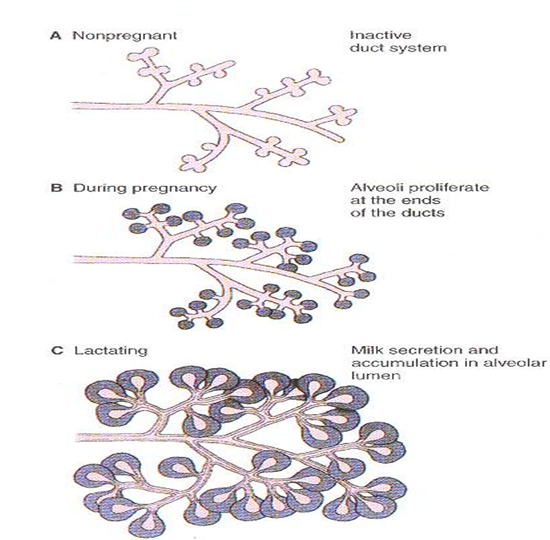 A Nonpregnant
Inactive
duct system
B During pregnancy
Alveoli proliferate
at the ends
of the ducts
C Lactating
Milk secretion and
accumulation in alveolar
lumen